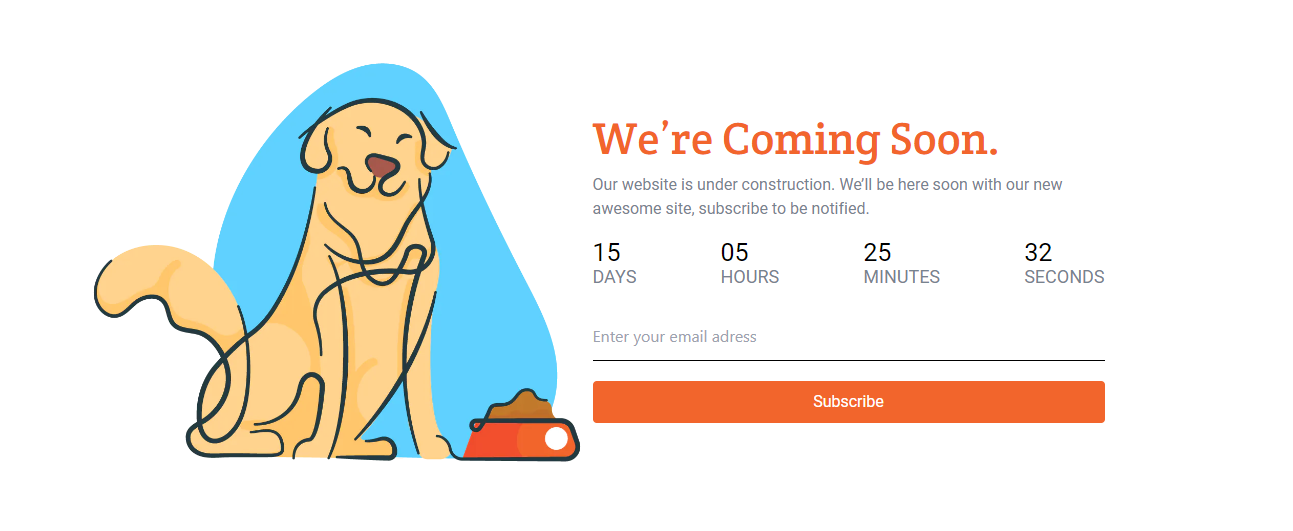 We’re Coming Soon.
Our website is under construction. We’ll be here soon with our new
awesome site, subscribe to be notified.
15 05 25 32
DAYS HOURS MINUTES SECONDS
Enter your email adress
Subscribe